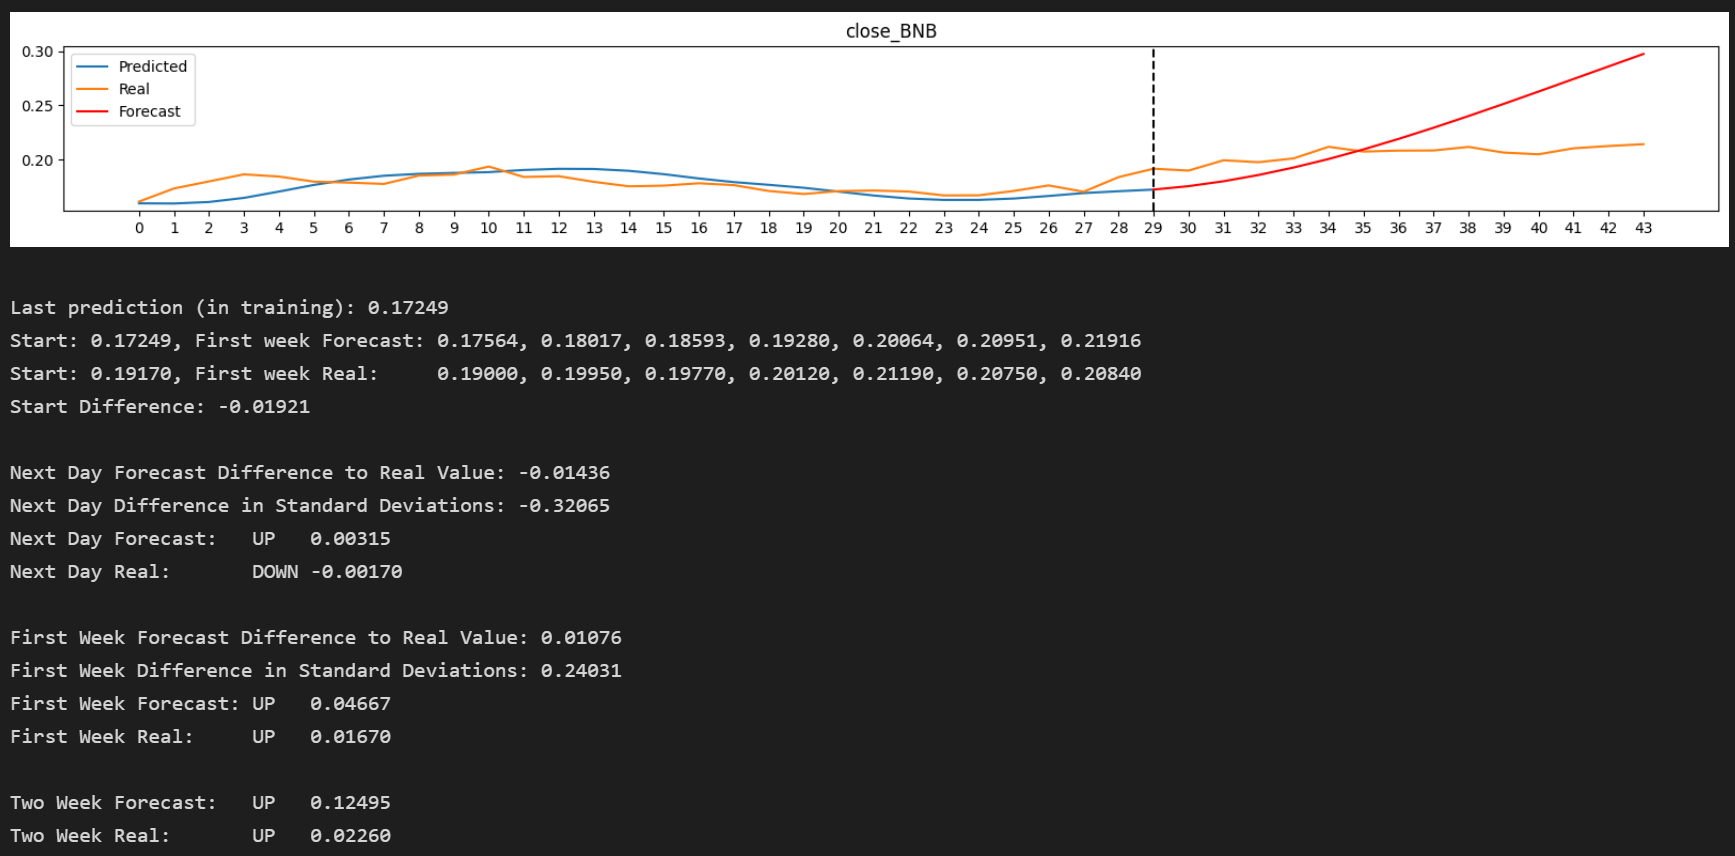 close_BNB
0.30
0.25
0.20
Predicted
Real
Forecast
0 1 2 3 4 5 6 7 8 9 10 11 12 13 14 15 16 17 18 19 20 21 22 23 24 25 26 27 28 29 30 31 32 33 34 35 36 37 38 39 40 41 42 43
Last prediction (in training): 0.17249
Start: 0.17249, First week Forecast: 0.17564, 0.18017, 0.18593, 0.19280, 0.20064, 0.20951, 0.21916
Start: 0.19170, First week Real:     0.19000, 0.19950, 0.19770, 0.20120, 0.21190, 0.20750, 0.20840
Start Difference: -0.01921
Next Day Forecast Difference to Real Value: -0.01436
Next Day Difference in Standard Deviations: -0.32065
Next Day Forecast:   UP   0.00315
Next Day Real:       DOWN -0.00170
First Week Forecast Difference to Real Value: 0.01076
First Week Difference in Standard Deviations: 0.24031
First Week Forecast: UP   0.04667
First Week Real:     UP   0.01670
Two Week Forecast:   UP   0.12495
Two Week Real:       UP   0.02260